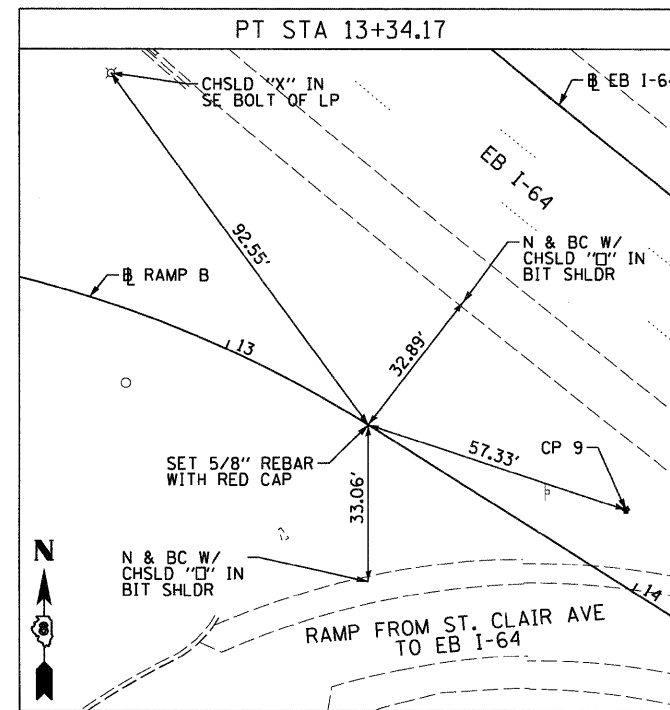 PT STA 13+34.17
CHSLD "X" IN
SE BOLT OF LP
℄ EB I-64
EB I-64
92.55'
N & BC W/
CHSLD "□" IN
BIT SHLDR
℄ RAMP B
13
32.89'
SET 5/8" REBAR
WITH RED CAP
57.33'
CP 9
33.06'
N
N & BC W/
CHSLD "□" IN
BIT SHLDR
8
14
RAMP FROM ST. CLAIR AVE
TO EB I-64